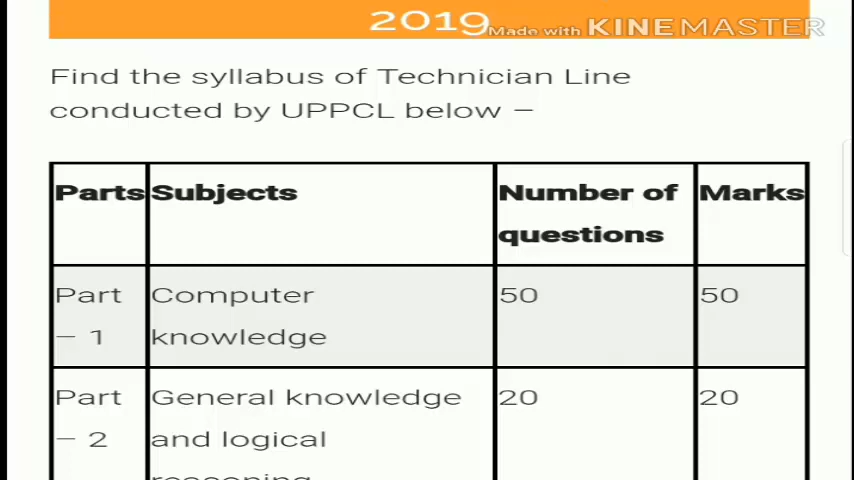 2019
Made with KINEMASTER
Find the syllabus of Technician Line
conducted by UPPCL below –
Parts Subjects Number of questions Marks
Part – 1 Computer knowledge 50 50
Part – 2 General knowledge and logical reasoning 20 20